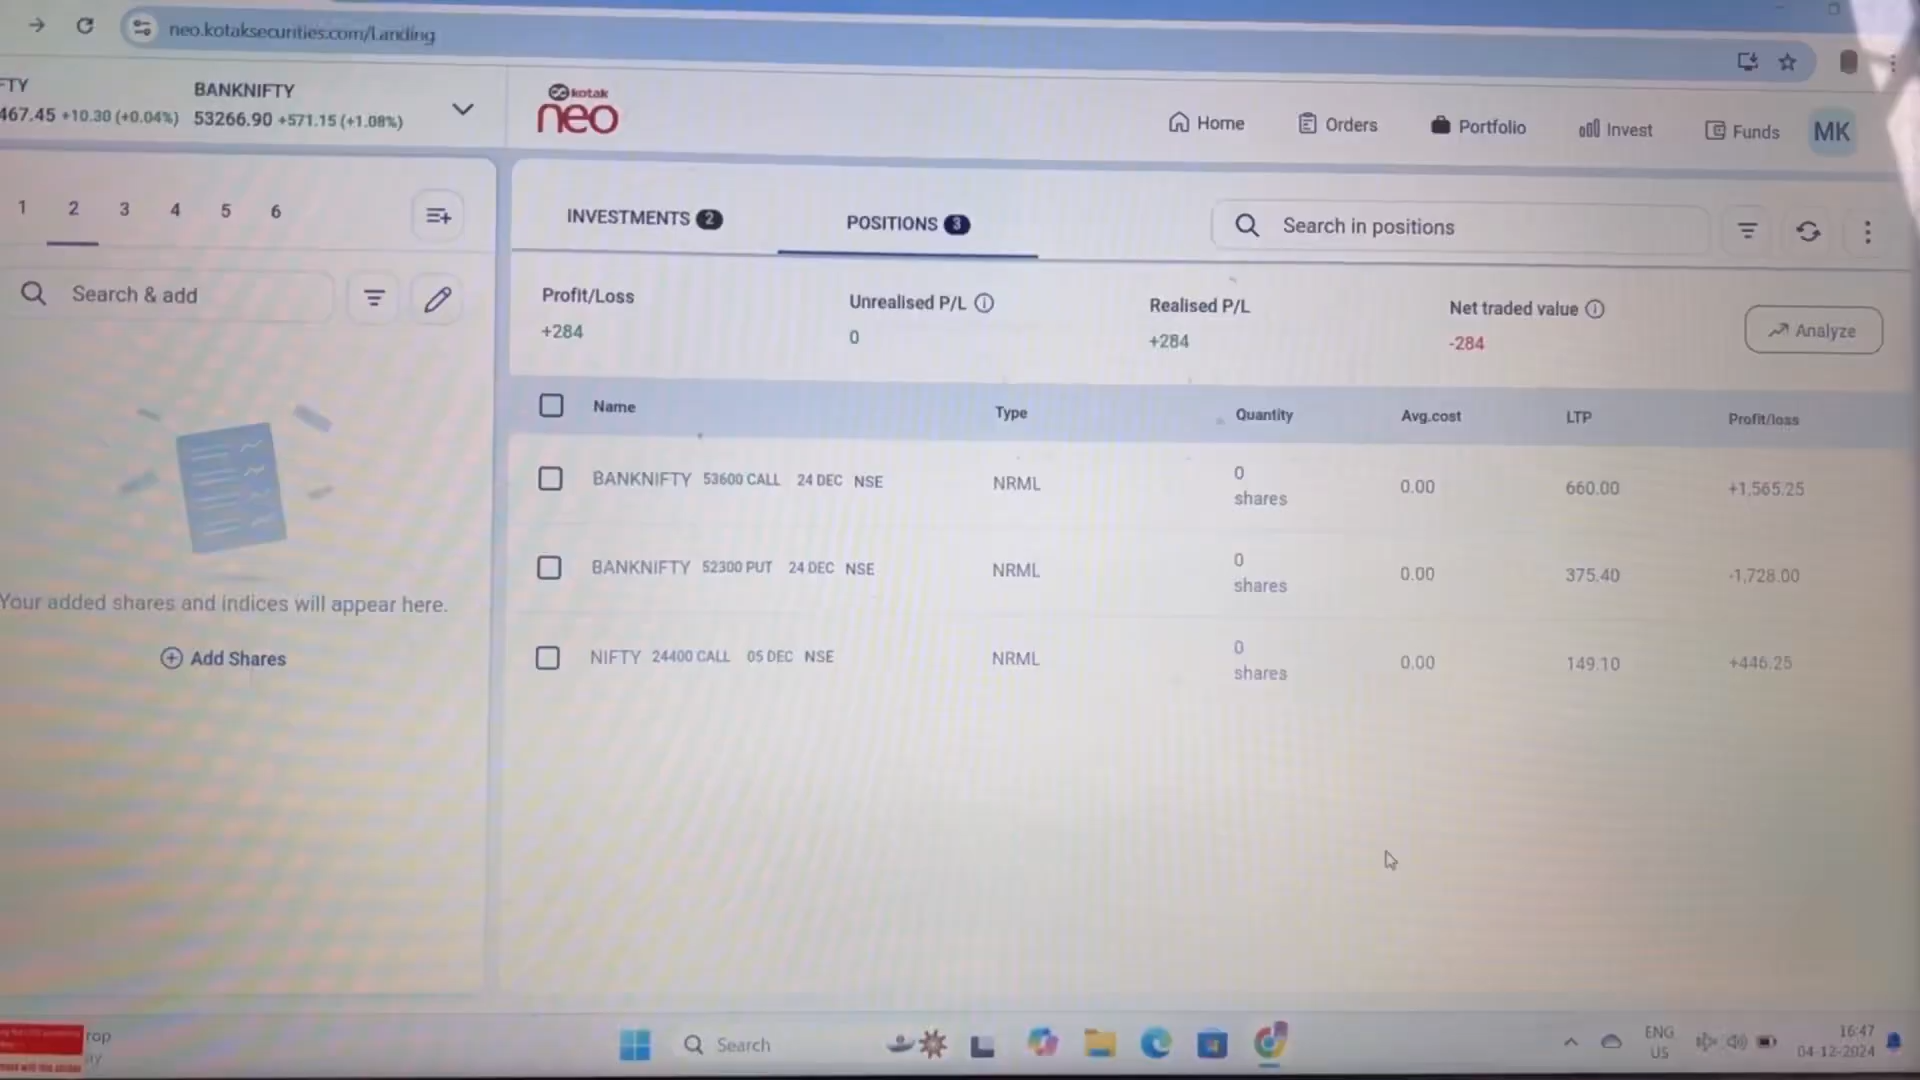 neo.kotaksecurities.com/Landing
FTY
467.45 +10.30 (+0.04%)
BANKNIFTY
53266.90 +571.15 (+1.08%)
kotak
neo
Home
Orders
Portfolio
Invest
Funds
MK
1 2 3 4 5 6
Search & add
Your added shares and indices will appear here.
Add Shares
INVESTMENTS 2
POSITIONS 3
Search in positions
Profit/Loss
+284
Unrealised P/L
0
Realised P/L
+284
Net traded value
-284
Analyze
Name Type Quantity Avg.cost LTP Profit/loss
BANKNIFTY 53600 CALL 24 DEC NSE NRML 0 shares 0.00 660.00 +1,565.25
BANKNIFTY 52300 PUT 24 DEC NSE NRML 0 shares 0.00 375.40 -1,728.00
NIFTY 24400 CALL 05 DEC NSE NRML 0 shares 0.00 149.10 +446.25
rop
Search
ENG
US
16:47
04-12-2024